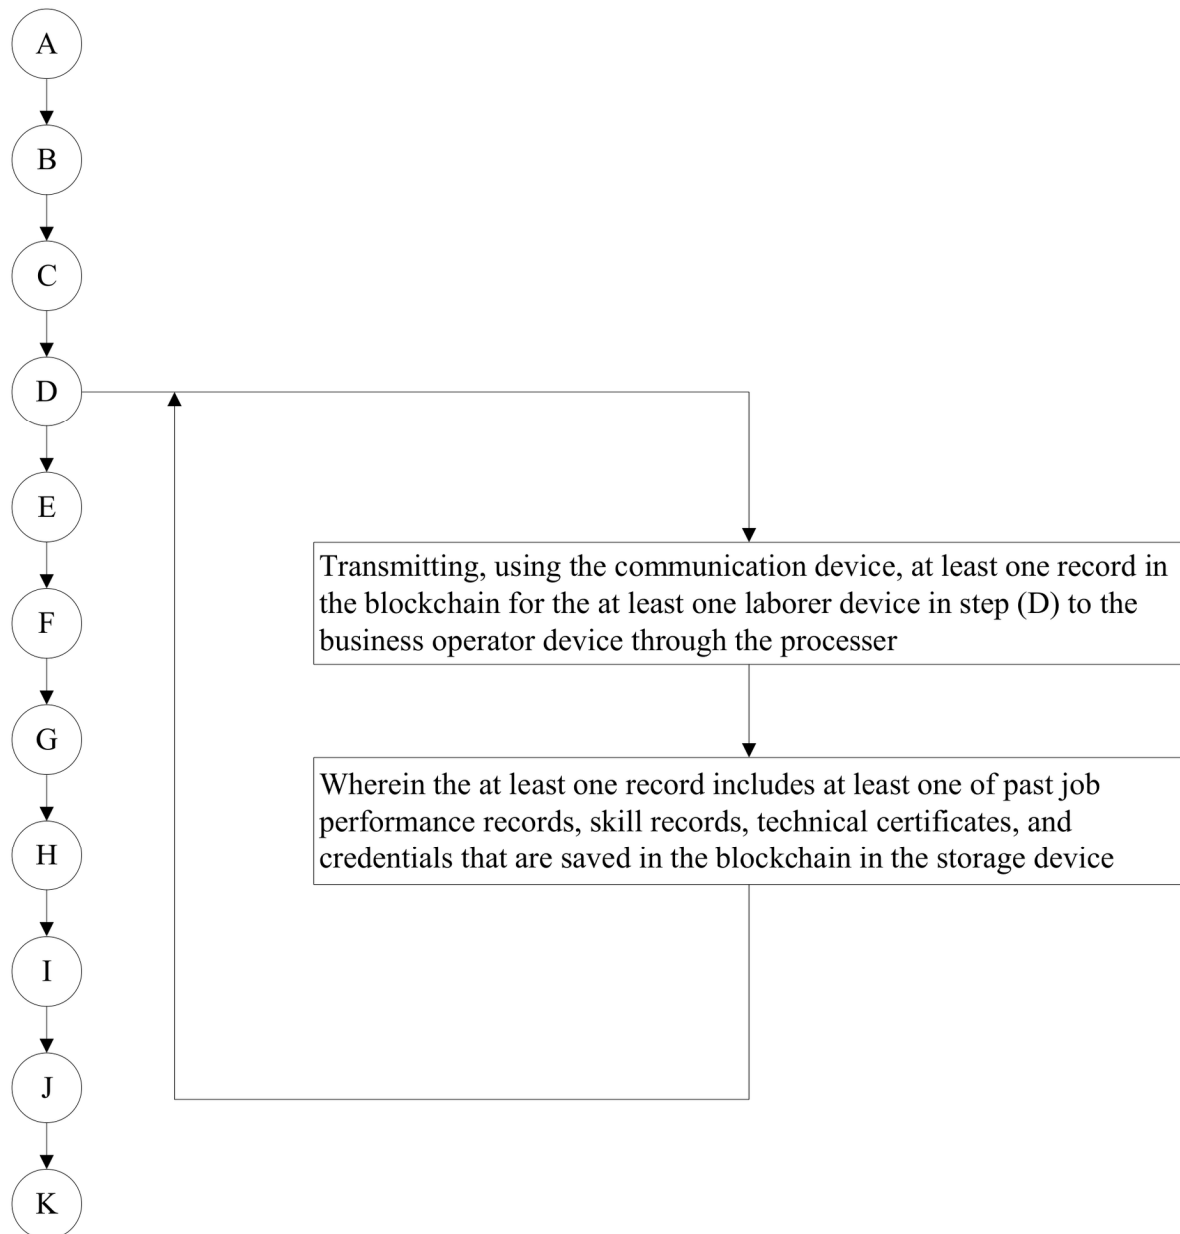 A
B
C
D
E
Transmitting, using the communication device, at least one record in
the blockchain for the at least one laborer device in step (D) to the
business operator device through the processer
F
G
Wherein the at least one record includes at least one of past job
performance records, skill records, technical certificates, and
credentials that are saved in the blockchain in the storage device
H
I
J
K